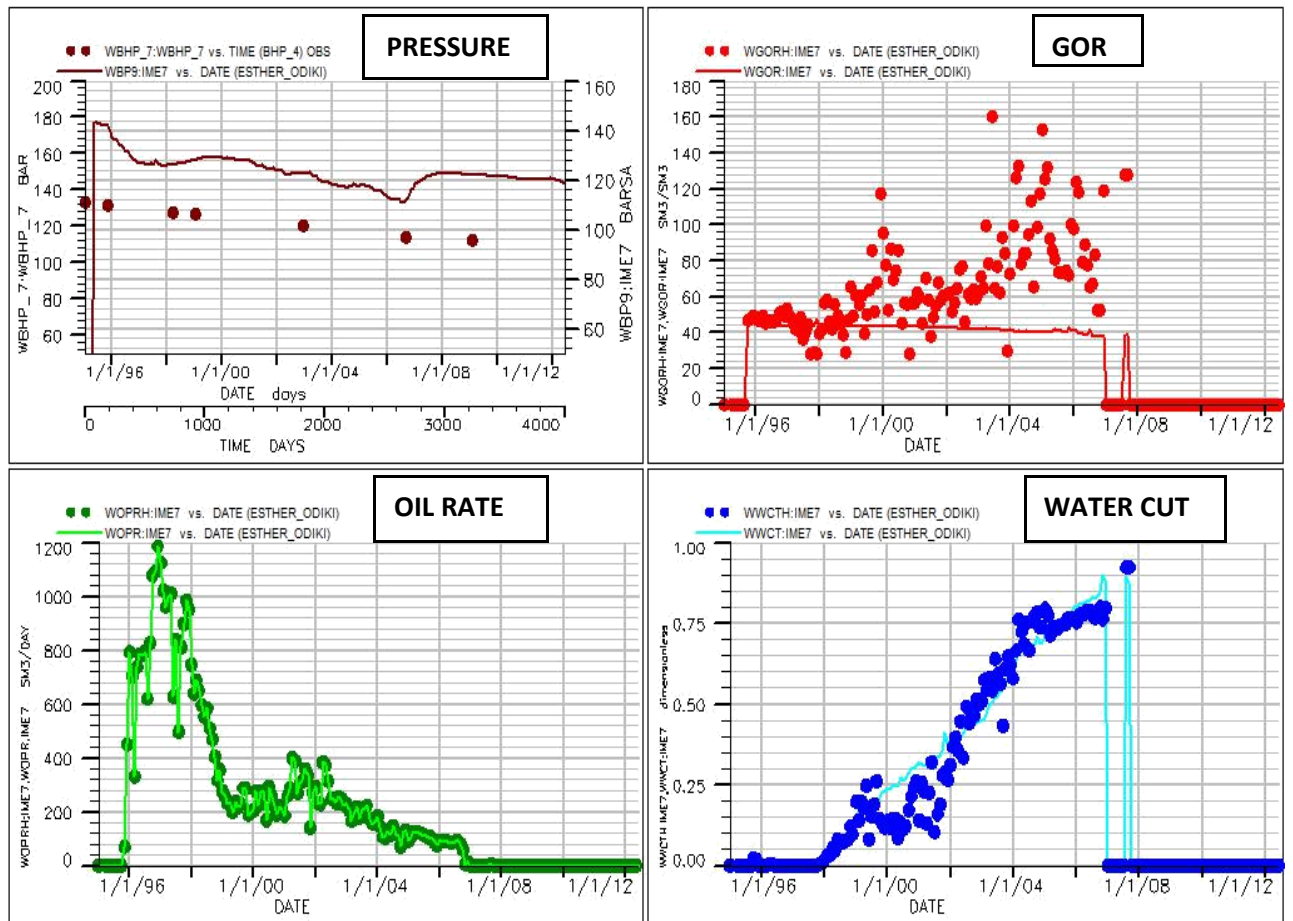 WBHP_7:WBHP_7 vs. TIME (BHP_4) OBS
WBP9:IME7 vs. DATE (ESTHER_ODIKI)
PRESSURE
WBHP_7:WBHP_7 BAR
200
180
160
140
120
100
80
60
160
140
120
100
80
60
WBP9:IME7 BARSA
1/1/96
1/1/00
1/1/04
1/1/08
1/1/12
DATE days
0
1000
2000
3000
4000
TIME DAYS
WGORH:IME7 vs. DATE (ESTHER_ODIKI)
WGOR:IME7 vs. DATE (ESTHER_ODIKI)
GOR
WGORH:IME7,WGOR:IME7 SM3/SM3
180
160
140
120
100
80
60
40
20
0
1/1/96
1/1/00
1/1/04
1/1/08
1/1/12
DATE
WOPRH:IME7 vs. DATE (ESTHER_ODIKI)
WOPR:IME7 vs. DATE (ESTHER_ODIKI)
OIL RATE
WOPRH:IME7,WOPR:IME7 SM3/DAY
1200
1000
800
600
400
200
0
1/1/96
1/1/00
1/1/04
1/1/08
1/1/12
DATE
WWCTH:IME7 vs. DATE (ESTHER_ODIKI)
WWCT:IME7 vs. DATE (ESTHER_ODIKI)
WATER CUT
WWCTH:IME7,WWCT:IME7 dimensionless
1.00
0.75
0.50
0.25
0.00
1/1/96
1/1/00
1/1/04
1/1/08
1/1/12
DATE